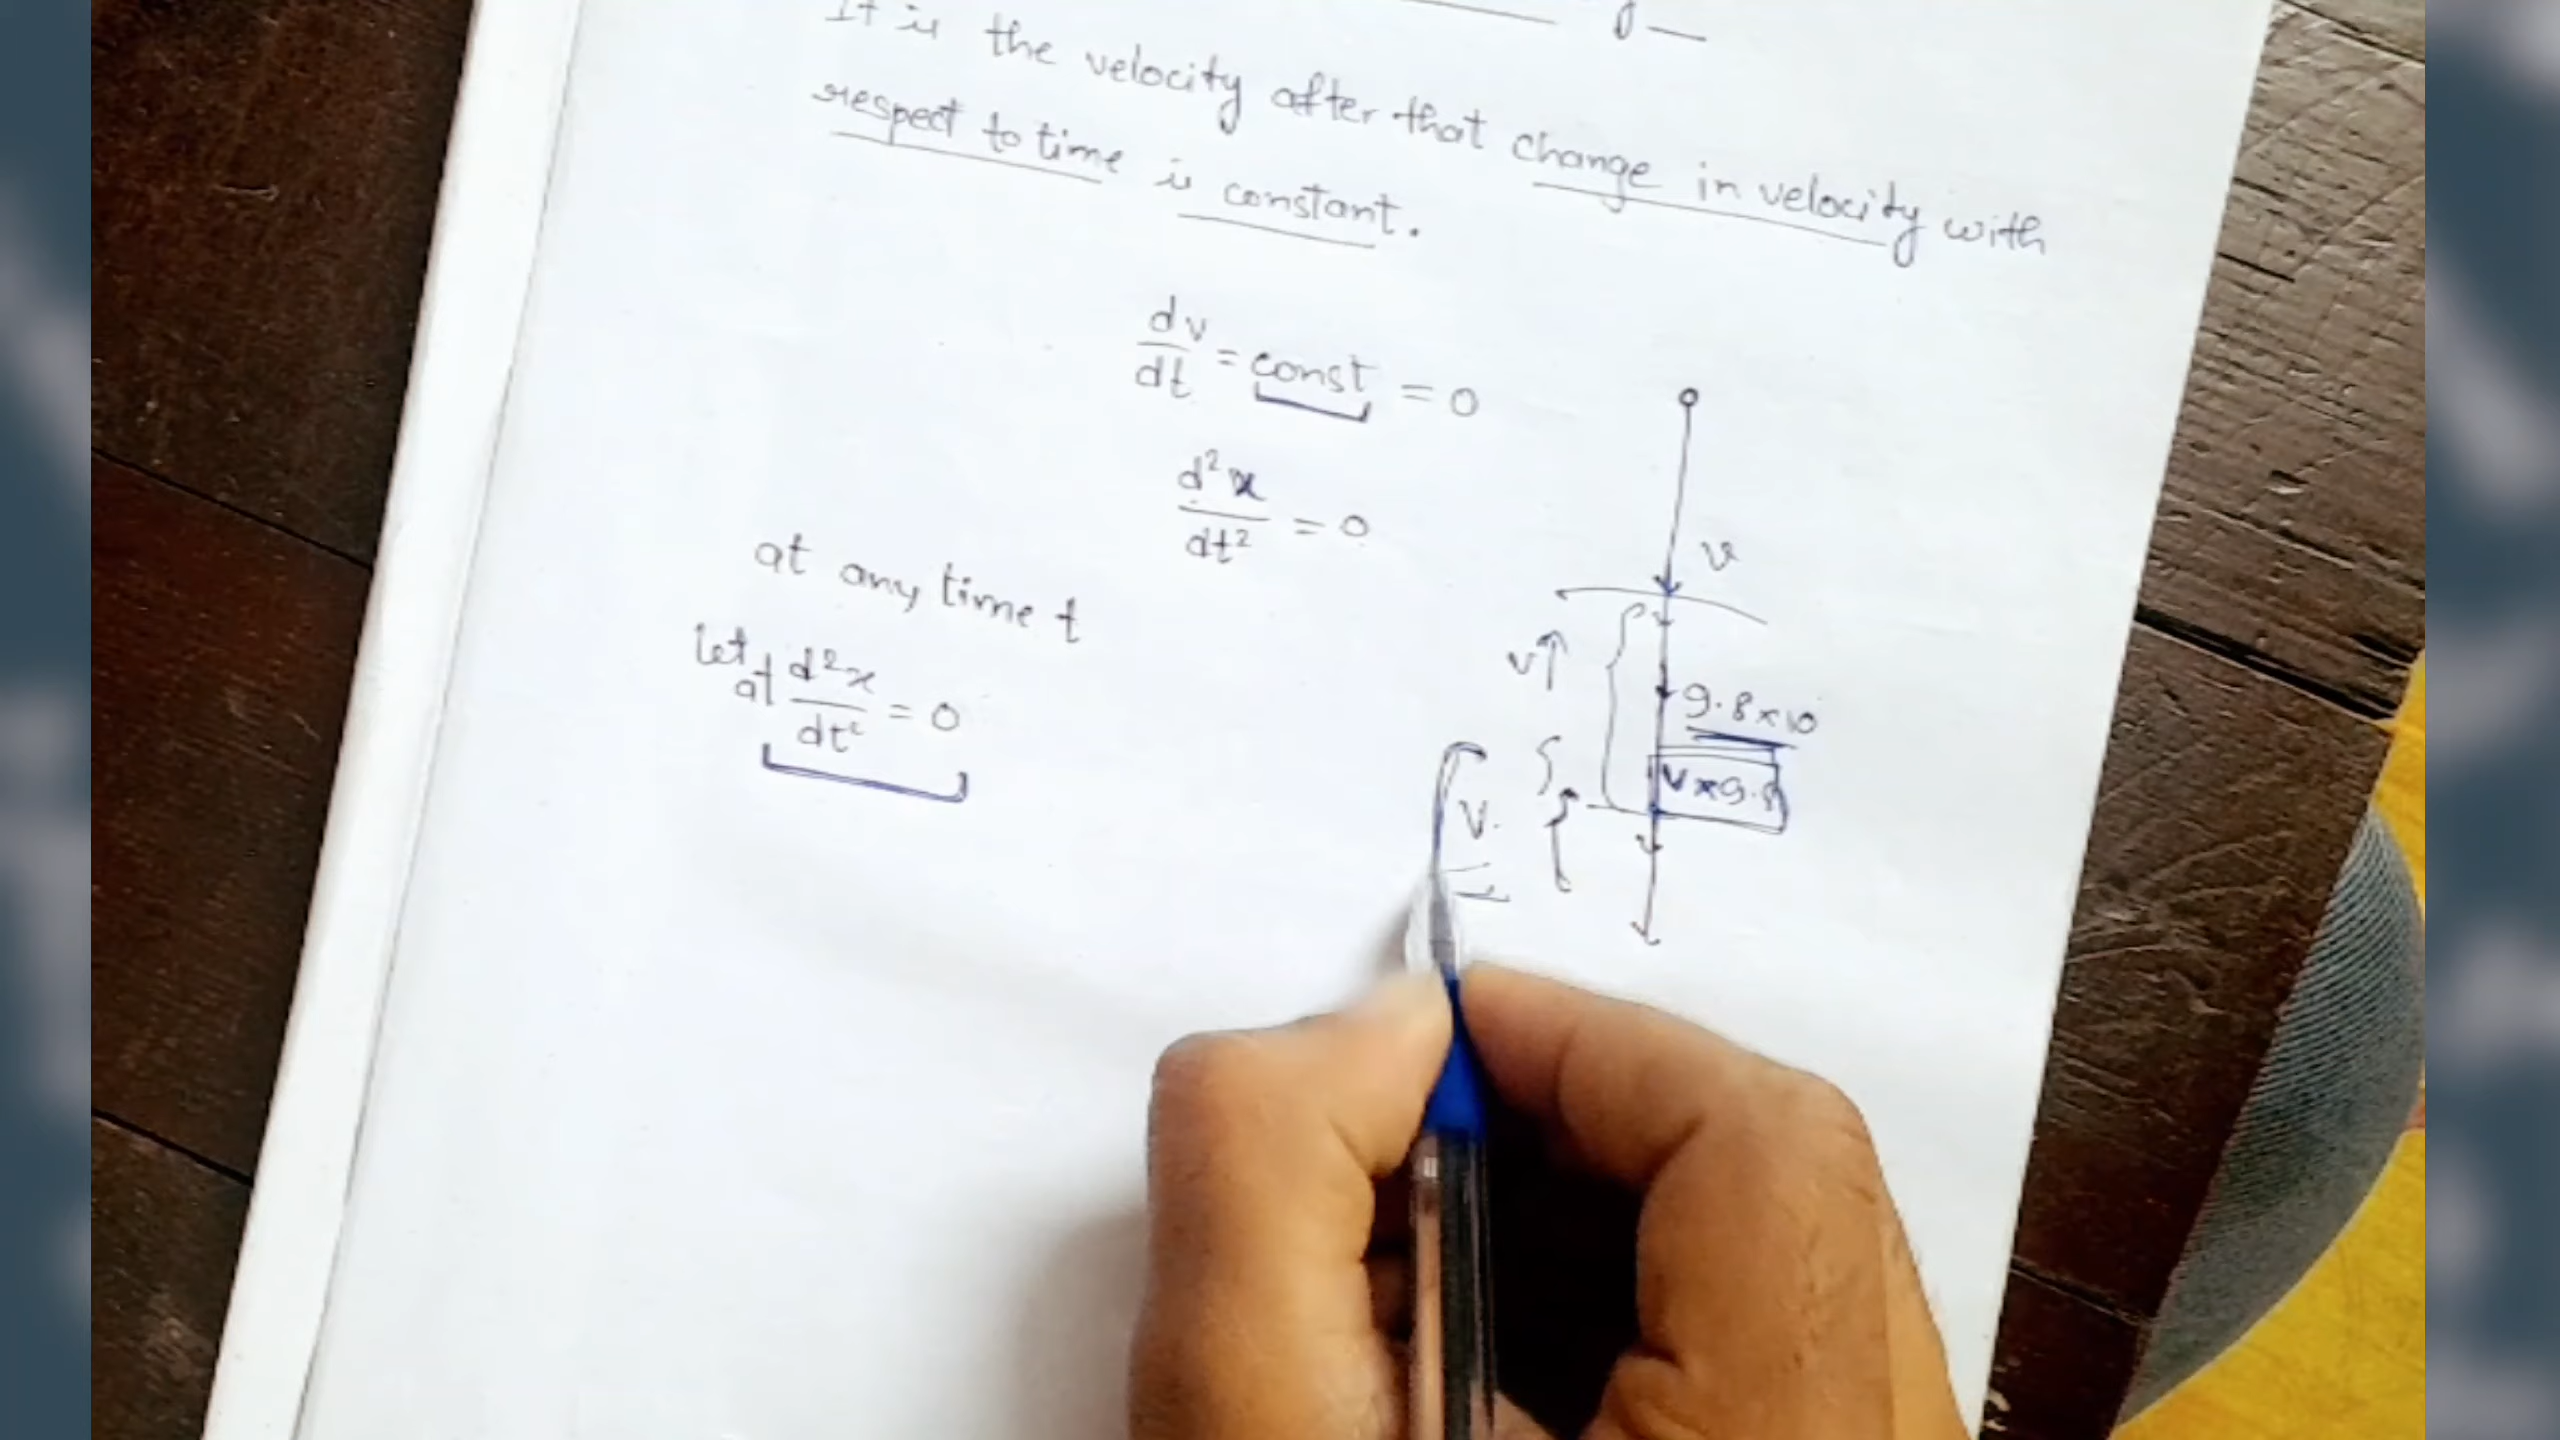 It is the velocity after that change in velocity with
respect to time is constant.
dv/dt = const = 0
d²x/dt² = 0
at any time t
let at d²x/dt² = 0
v
v↑
9.8×10
V×9.8
V.